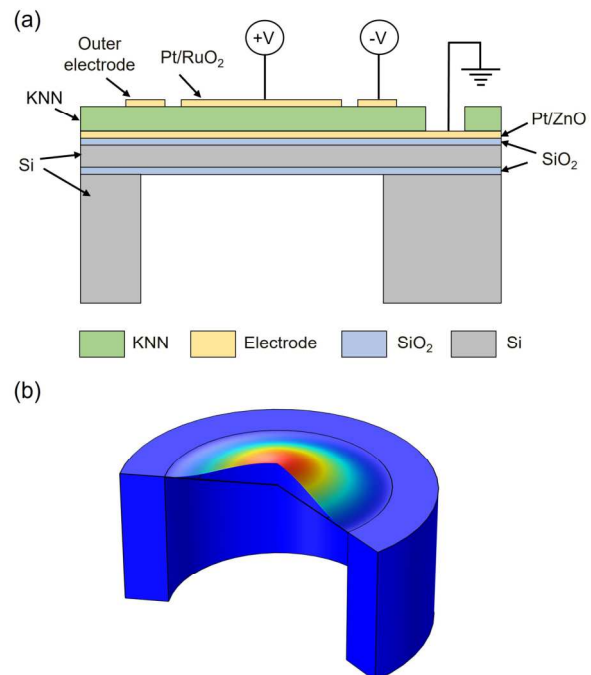 (a)
+V
-V
Outer
electrode
Pt/RuO₂
KNN
Pt/ZnO
Si
SiO₂
KNN
Electrode
SiO₂
Si
(b)